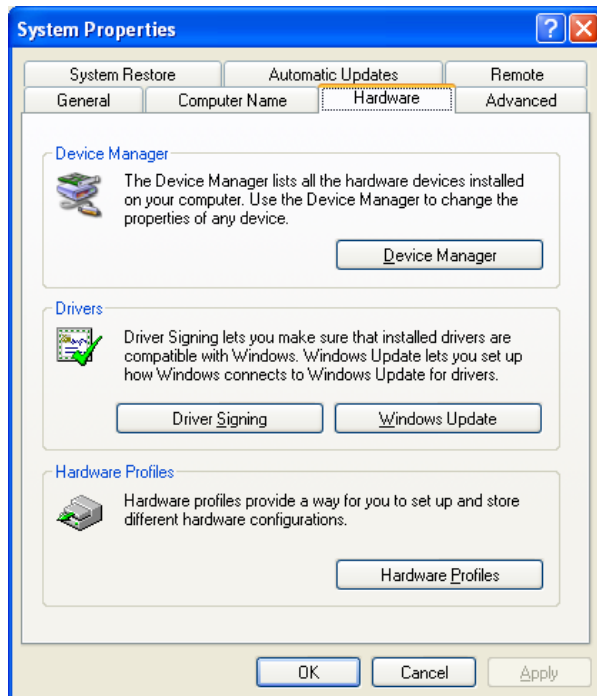 System Properties
System Restore
Automatic Updates
Remote
General
Computer Name
Hardware
Advanced
Device Manager
The Device Manager lists all the hardware devices installed
on your computer. Use the Device Manager to change the
properties of any device.
Device Manager
Drivers
Driver Signing lets you make sure that installed drivers are
compatible with Windows. Windows Update lets you set up
how Windows connects to Windows Update for drivers.
Driver Signing
Windows Update
Hardware Profiles
Hardware profiles provide a way for you to set up and store
different hardware configurations.
Hardware Profiles
OK
Cancel
Apply